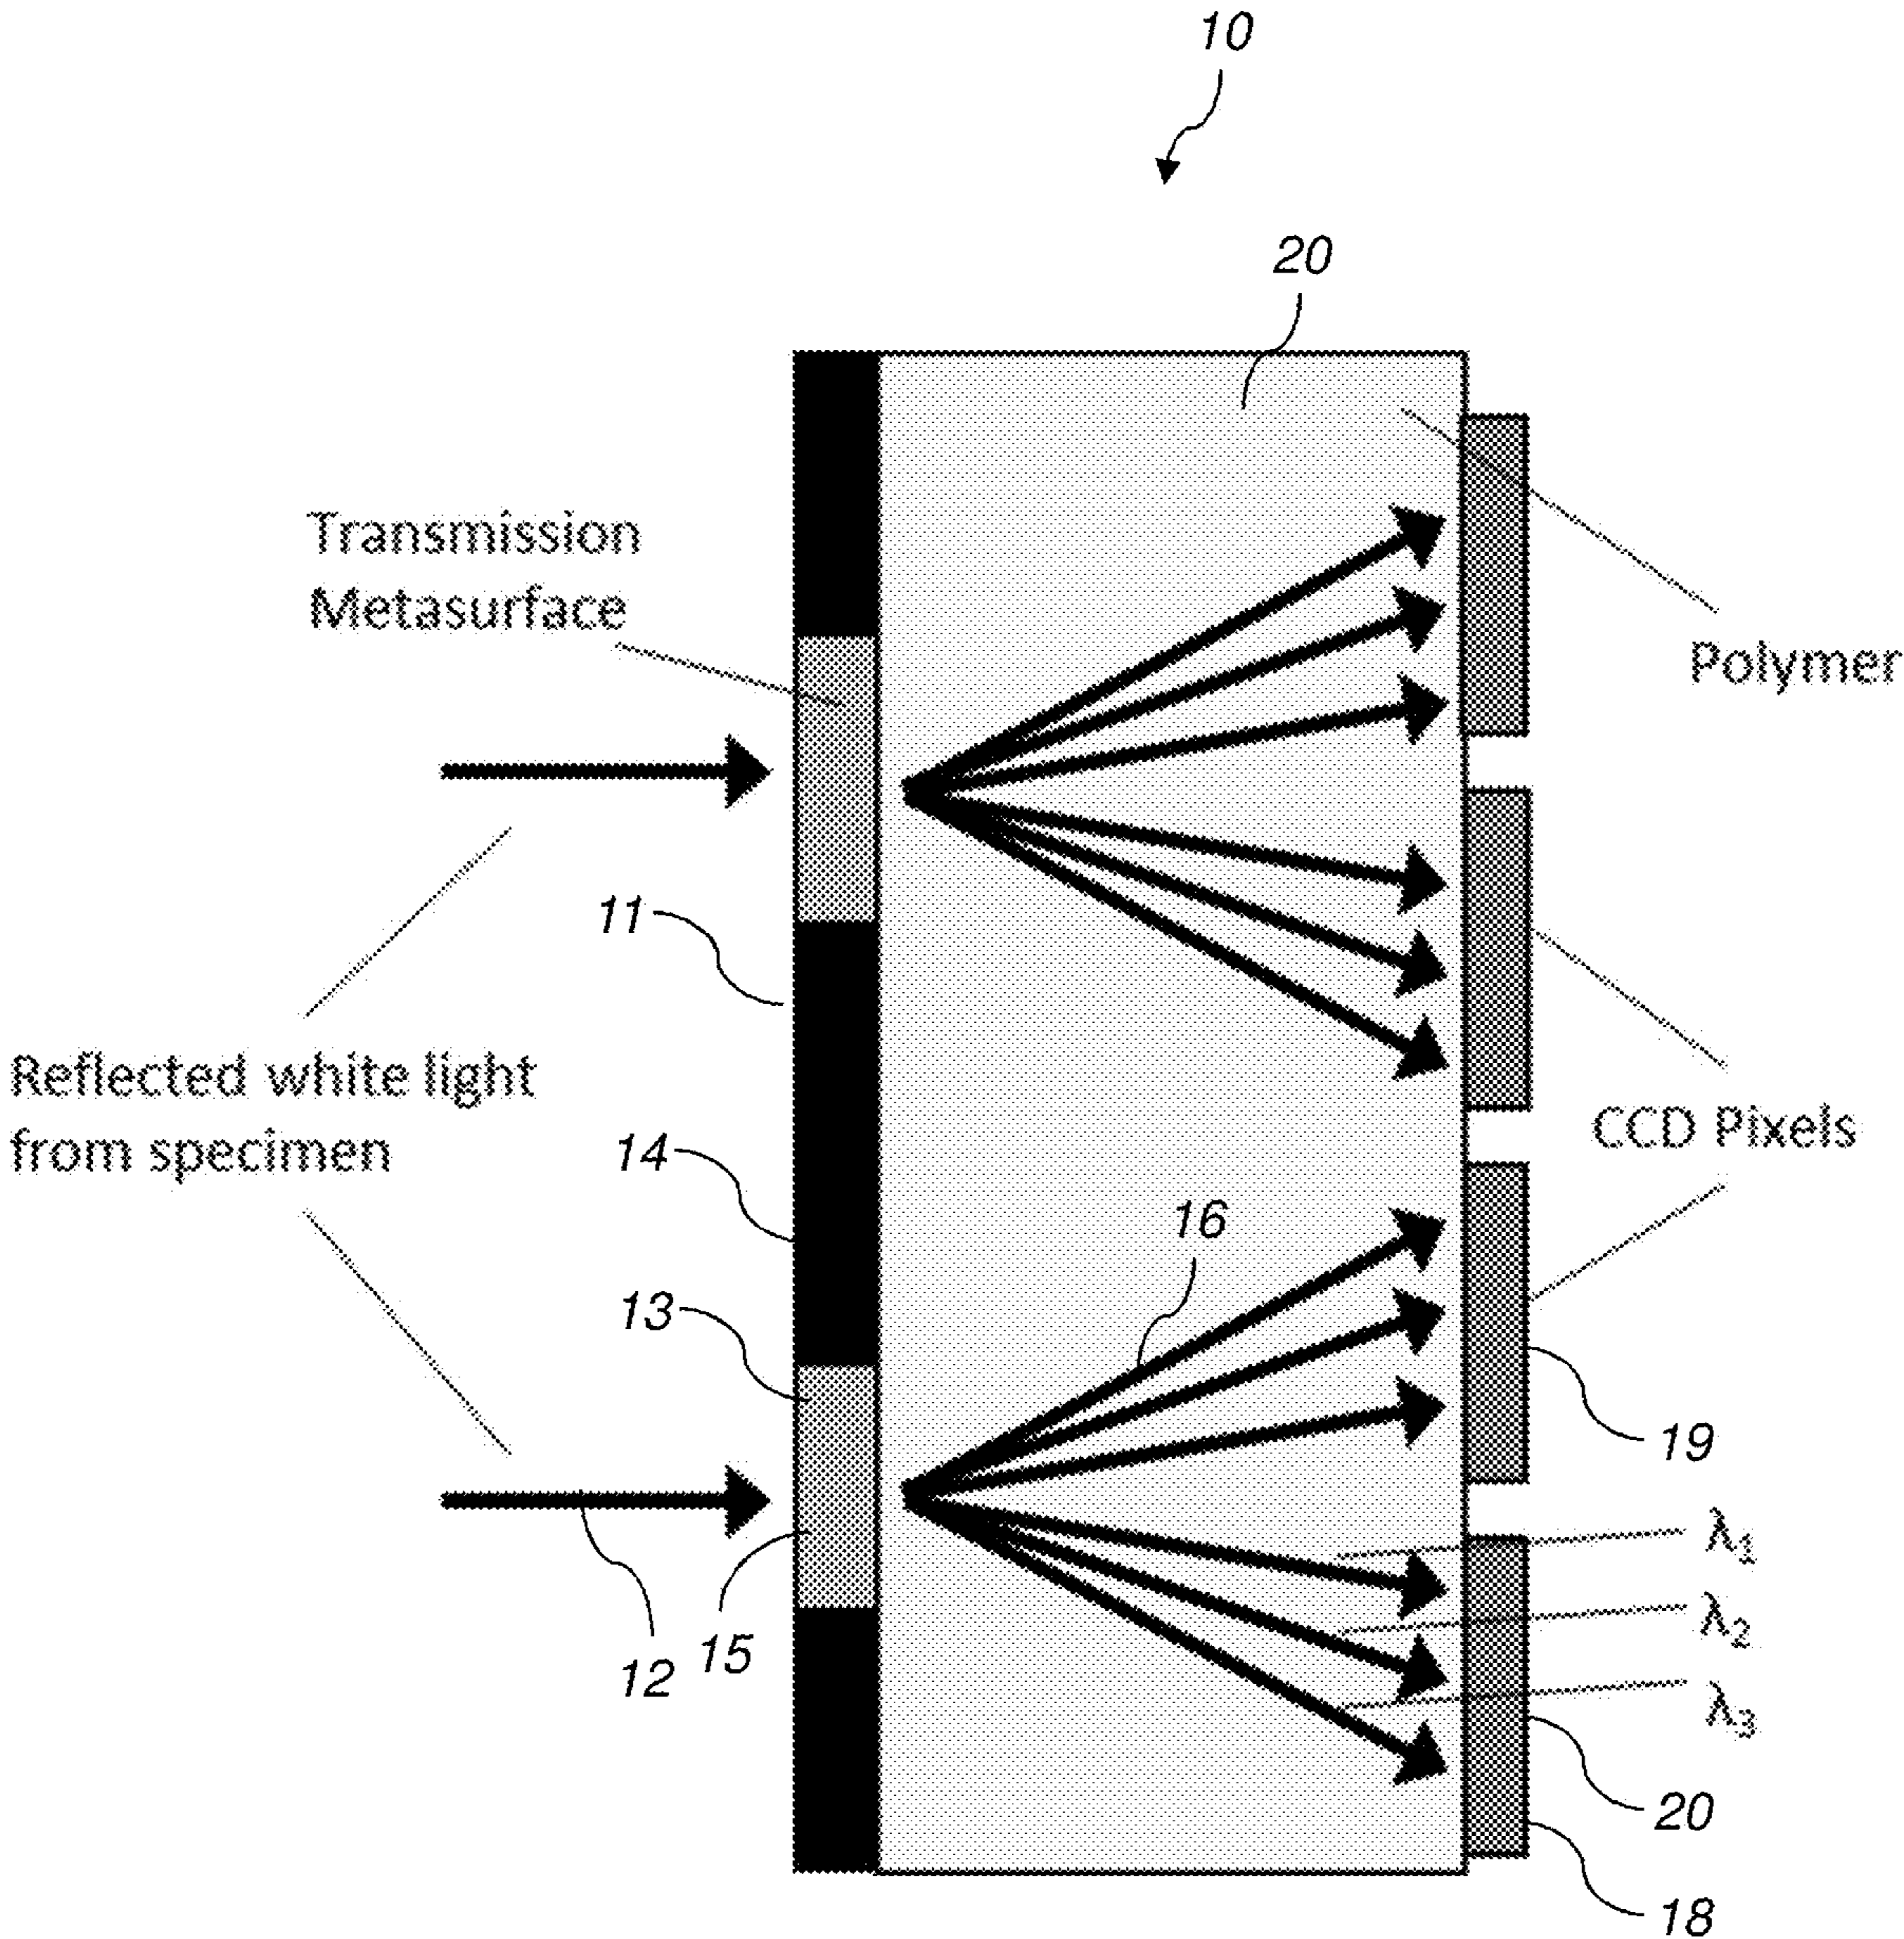 10
20
Transmission
Metasurface
Polymer
11
Reflected white light
from specimen
14
CCD Pixels
16
13
19
λ1
λ2
λ3
12
15
20
18